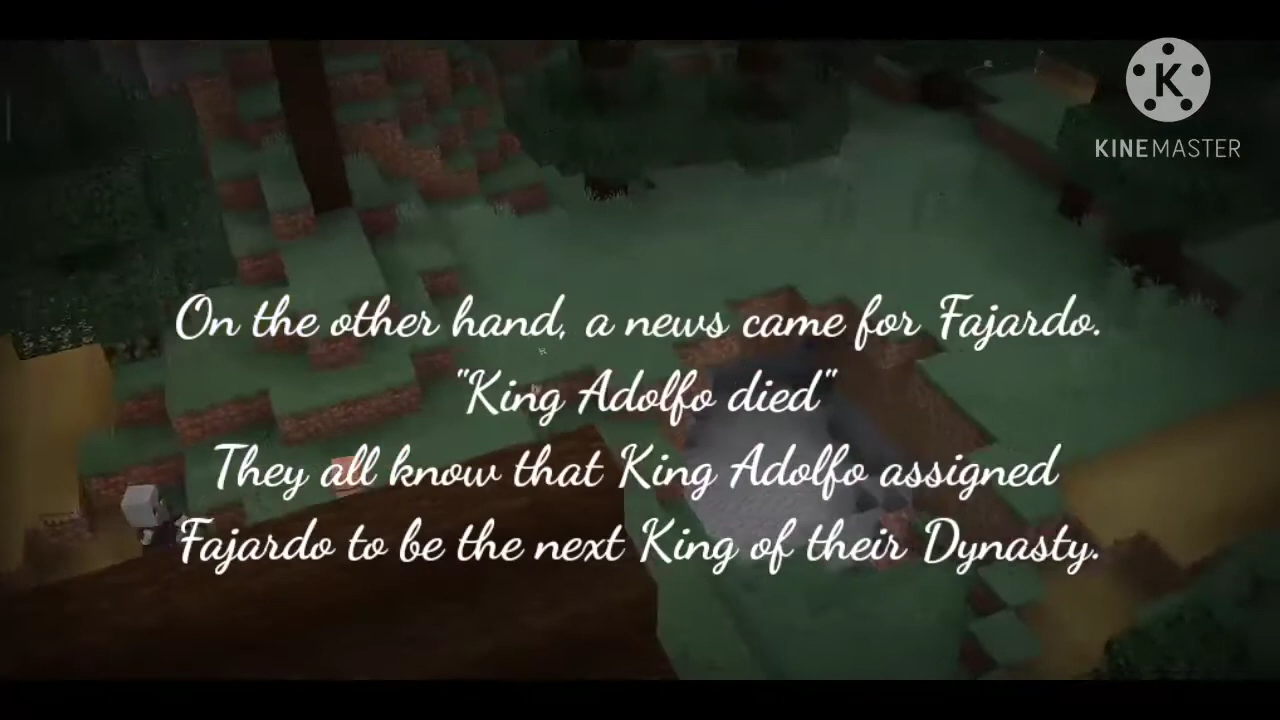 KINEMASTER
On the other hand, a news came for Fajardo.
"King Adolfo died"
They all know that King Adolfo assigned
Fajardo to be the next King of their Dynasty.